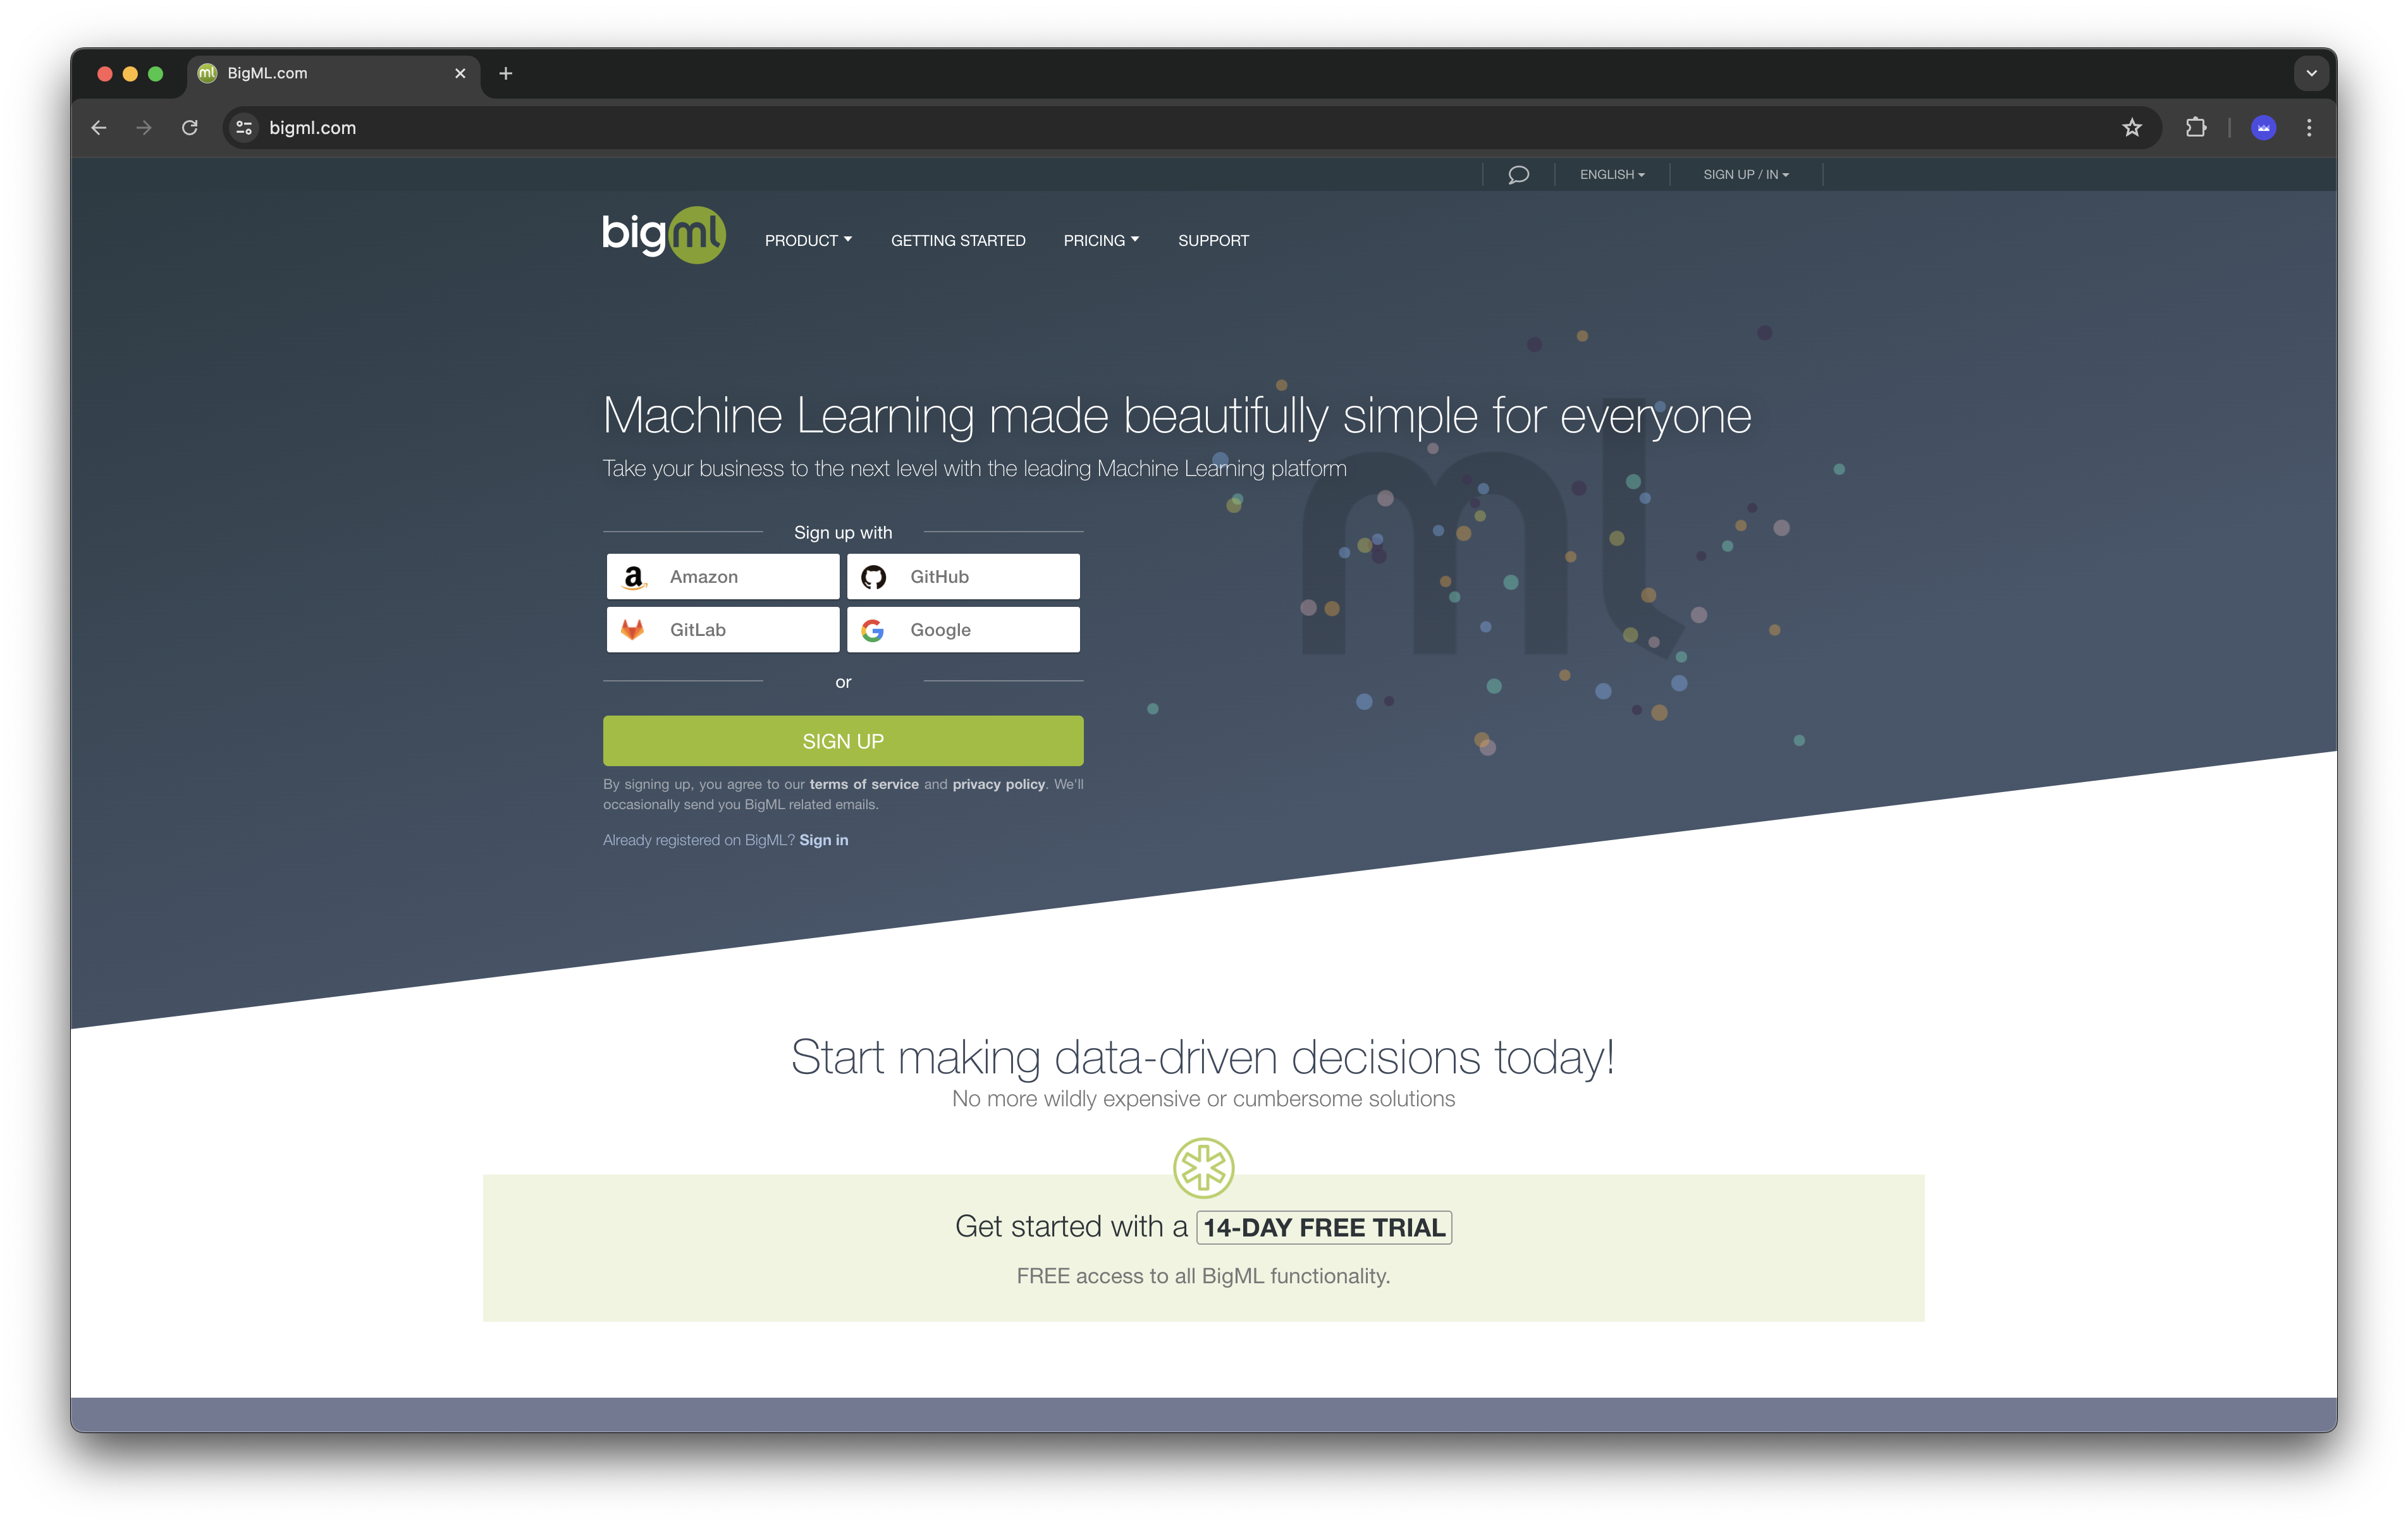 ml BigML.com
bigml.com
ENGLISH SIGN UP / IN
bigml PRODUCT GETTING STARTED PRICING SUPPORT
Machine Learning made beautifully simple for everyone
Take your business to the next level with the leading Machine Learning platform
ml
Sign up with
Amazon GitHub
GitLab Google
or
SIGN UP
By signing up, you agree to our terms of service and privacy policy. We'll
occasionally send you BigML related emails.
Already registered on BigML? Sign in
Start making data-driven decisions today!
No more wildly expensive or cumbersome solutions
Get started with a 14-DAY FREE TRIAL
FREE access to all BigML functionality.